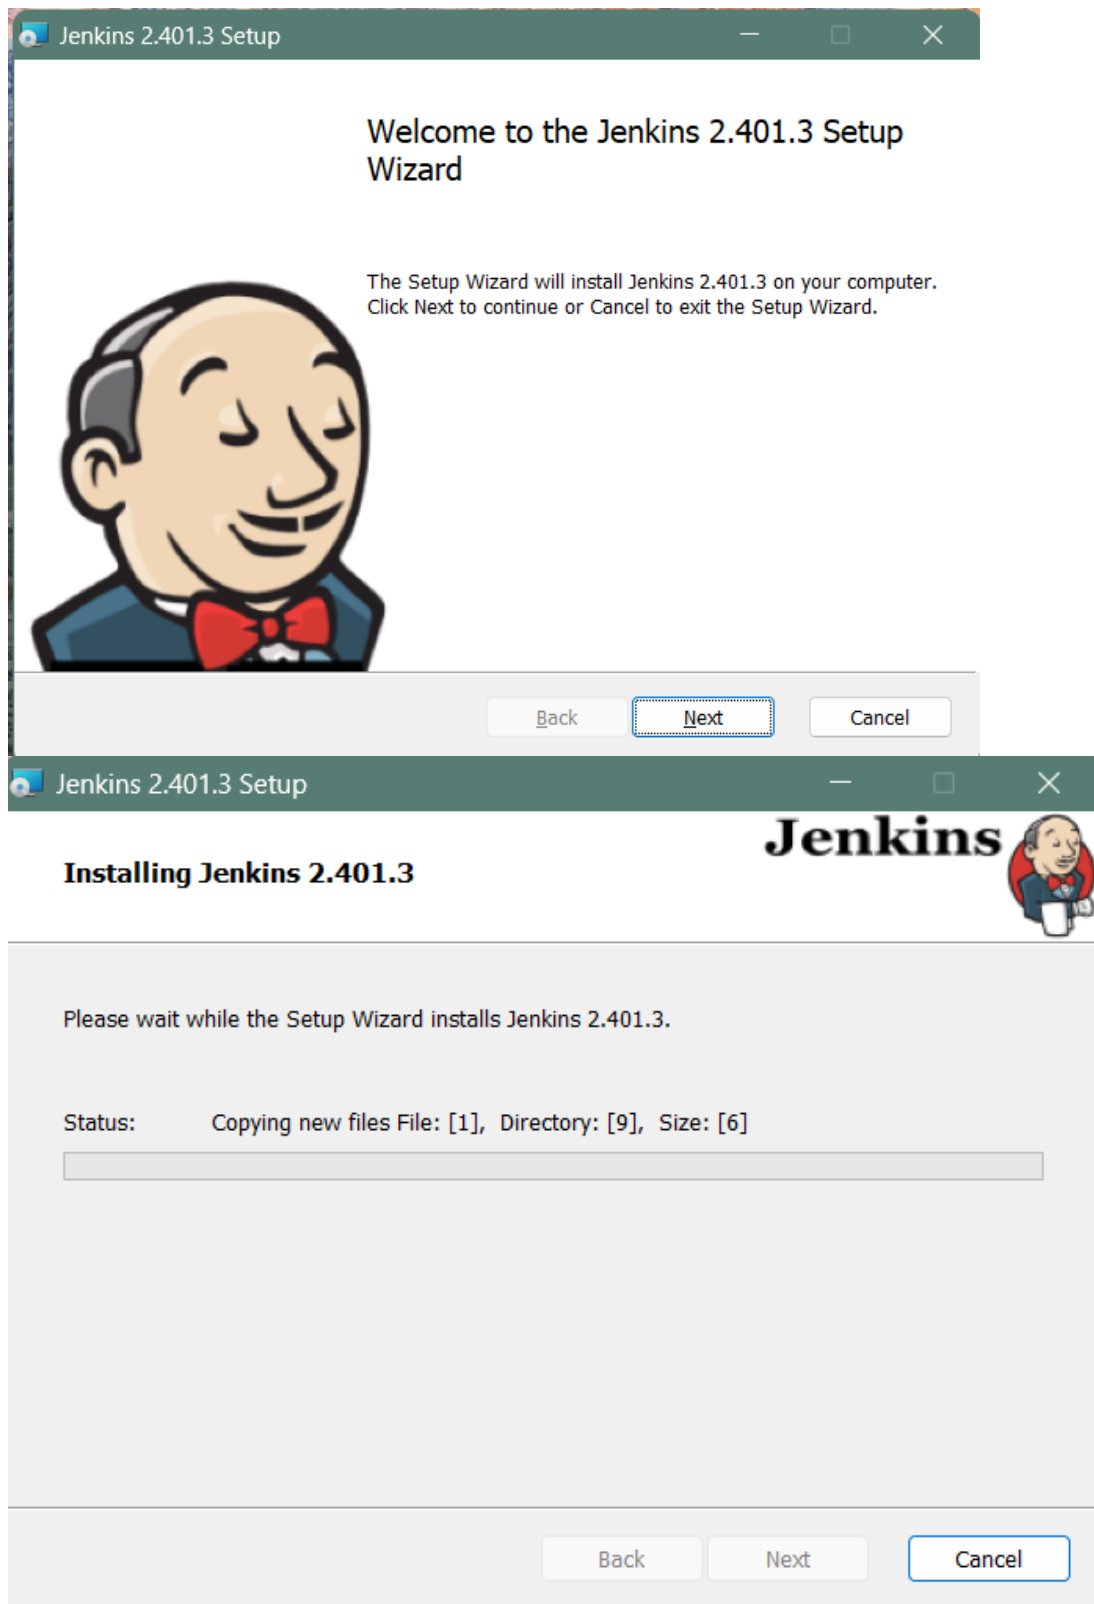 Jenkins 2.401.3 Setup
Welcome to the Jenkins 2.401.3 Setup
Wizard
The Setup Wizard will install Jenkins 2.401.3 on your computer.
Click Next to continue or Cancel to exit the Setup Wizard.
Back Next Cancel
Jenkins 2.401.3 Setup
Jenkins
Installing Jenkins 2.401.3
Please wait while the Setup Wizard installs Jenkins 2.401.3.
Status: Copying new files File: [1], Directory: [9], Size: [6]
Back Next Cancel